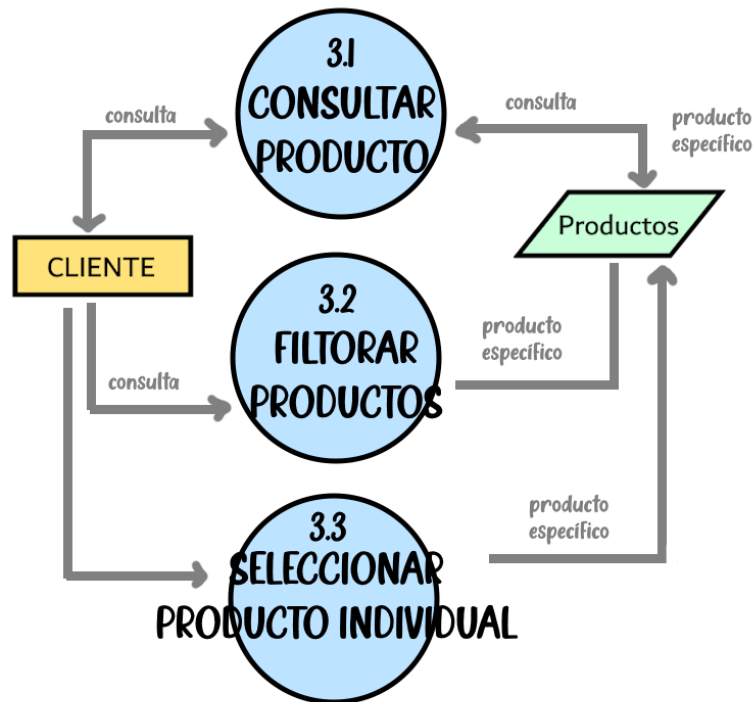 3.1
CONSULTAR
PRODUCTO
consulta
consulta
producto
específico
Productos
CLIENTE
3.2
FILTORAR
PRODUCTOS
producto
específico
consulta
3.3
SELECCIONAR
PRODUCTO INDIVIDUAL
producto
específico